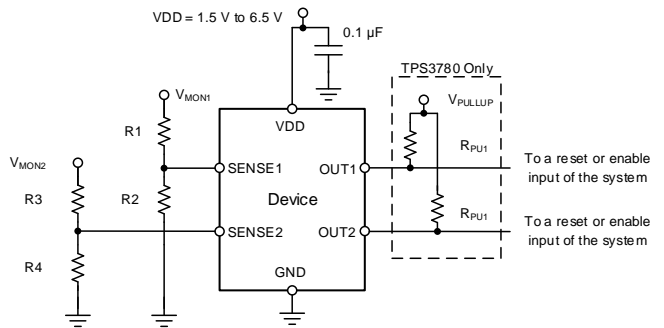 VDD = 1.5 V to 6.5 V
0.1 µF
TPS3780 Only
VMON1
VPULLUP
R1
VDD
RPU1
VMON2
SENSE1
OUT1
To a reset or enable
input of the system
R3
R2
Device
RPU1
SENSE2
OUT2
To a reset or enable
input of the system
R4
GND